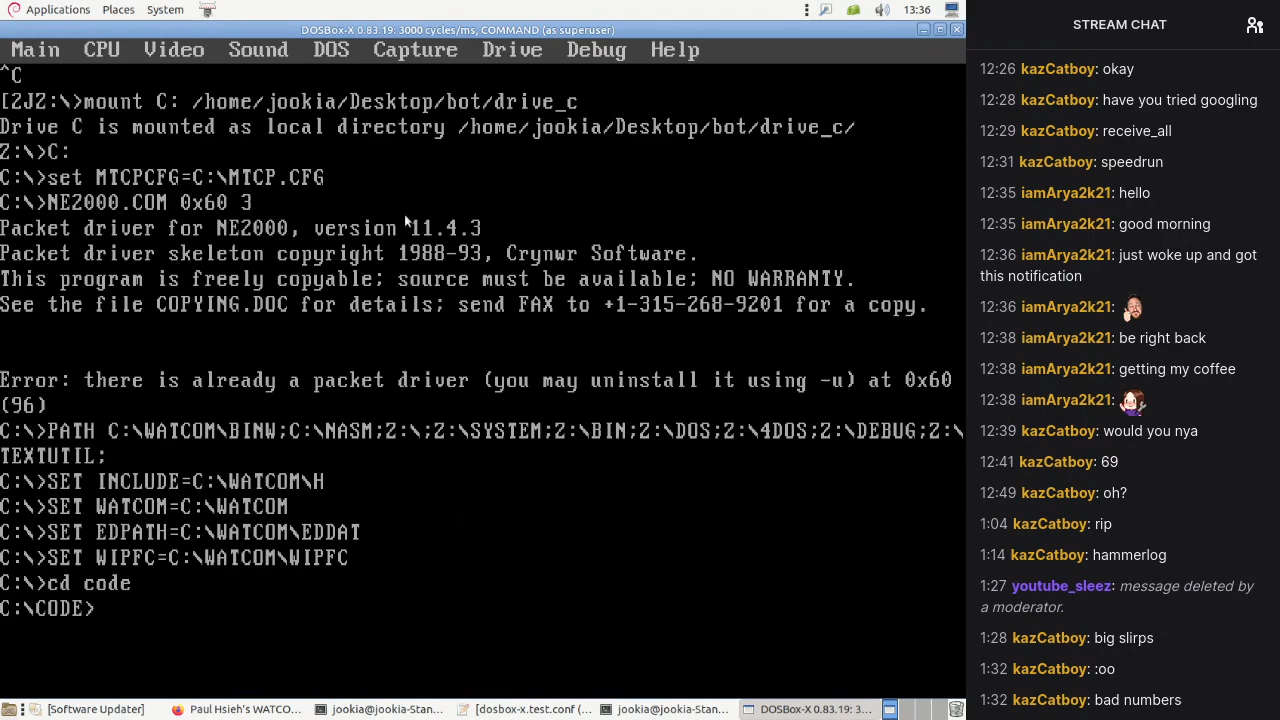 Applications Places System 13:36
DOSBox-X 0.83.19: 3000 cycles/ms, COMMAND (as superuser)
Main CPU Video Sound DOS Capture Drive Debug Help
^C
[ZJZ:\>mount C: /home/jookia/Desktop/bot/drive_c
Drive C is mounted as local directory /home/jookia/Desktop/bot/drive_c/
Z:\>C:
C:\>set MTCPCFG=C:\MTCP.CFG
C:\>NE2000.COM 0x60 3
Packet driver for NE2000, version 11.4.3
Packet driver skeleton copyright 1988-93, Crynwr Software.
This program is freely copyable; source must be available; NO WARRANTY.
See the file COPYING.DOC for details; send FAX to +1-315-268-9201 for a copy.
Error: there is already a packet driver (you may uninstall it using -u) at 0x60
(96)
C:\>PATH C:\WATCOM\BINW;C:\NASM;Z:\;Z:\SYSTEM;Z:\BIN;Z:\DOS;Z:\4DOS;Z:\DEBUG;Z:\
TEXTUTIL;
C:\>SET INCLUDE=C:\WATCOM\H
C:\>SET WATCOM=C:\WATCOM
C:\>SET EDPATH=C:\WATCOM\EDDAT
C:\>SET WIPFC=C:\WATCOM\WIPFC
C:\>cd code
C:\CODE>
[Software Updater] Paul Hsieh's WATCO... jookia@jookia-Stan... [dosbox-x.test.conf (... jookia@jookia-Stan... DOSBox-X 0.83.19: 3...
STREAM CHAT
12:26 kazCatboy: okay
12:28 kazCatboy: have you tried googling
12:29 kazCatboy: receive_all
12:31 kazCatboy: speedrun
12:35 iamArya2k21: hello
12:35 iamArya2k21: good morning
12:36 iamArya2k21: just woke up and got
this notification
12:36 iamArya2k21:
12:38 iamArya2k21: be right back
12:38 iamArya2k21: getting my coffee
12:38 iamArya2k21:
12:39 kazCatboy: would you nya
12:41 kazCatboy: 69
12:49 kazCatboy: oh?
1:04 kazCatboy: rip
1:14 kazCatboy: hammerlog
1:27 youtube_sleez: message deleted by
a moderator.
1:28 kazCatboy: big slirps
1:32 kazCatboy: :oo
1:32 kazCatboy: bad numbers